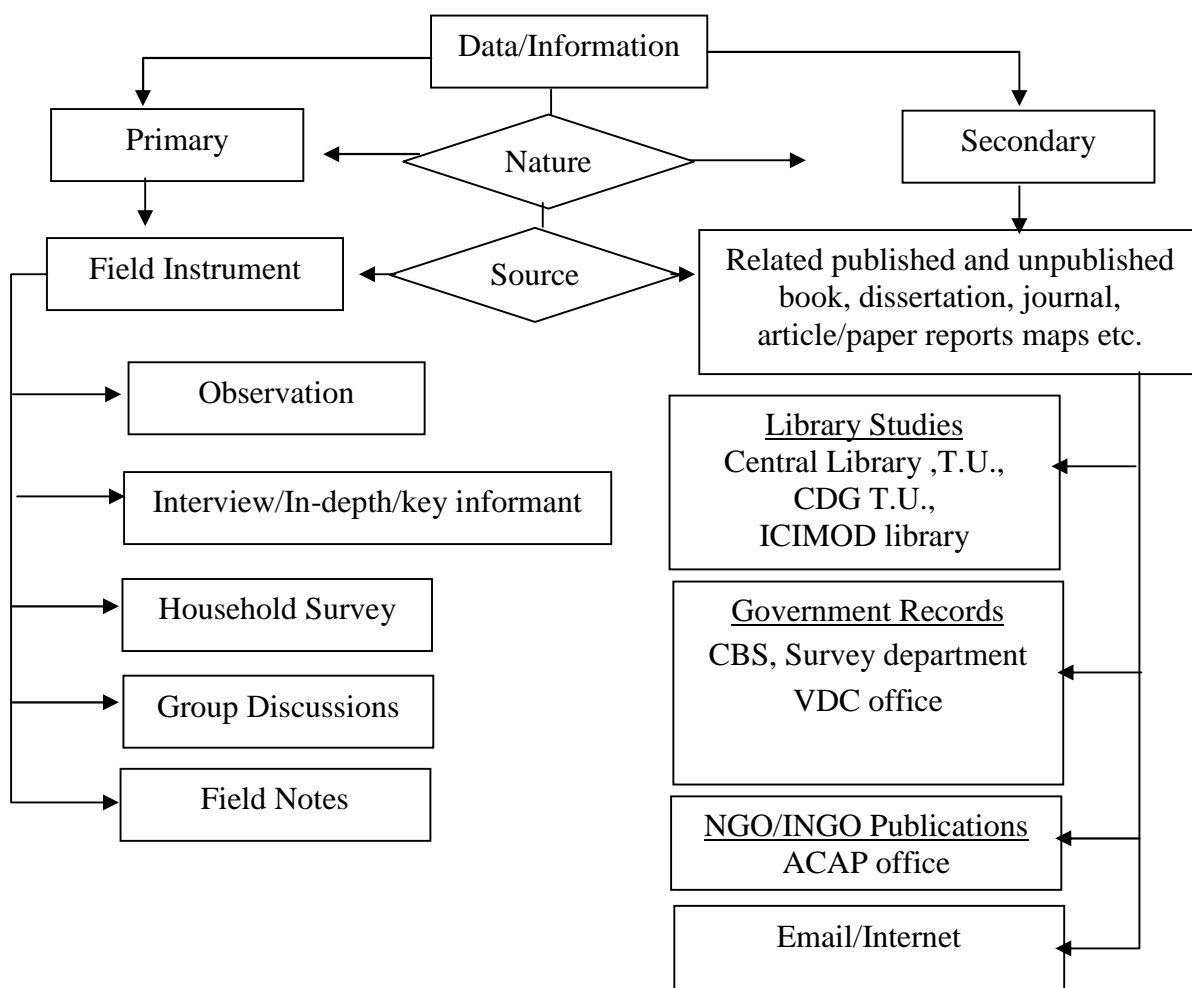 Data/Information
Primary
Nature
Secondary
Field Instrument
Source
Related published and unpublished
book, dissertation, journal,
article/paper reports maps etc.
Observation
Interview/In-depth/key informant
Household Survey
Group Discussions
Field Notes
Library Studies
Central Library ,T.U.,
CDG T.U.,
ICIMOD library
Government Records
CBS, Survey department
VDC office
NGO/INGO Publications
ACAP office
Email/Internet